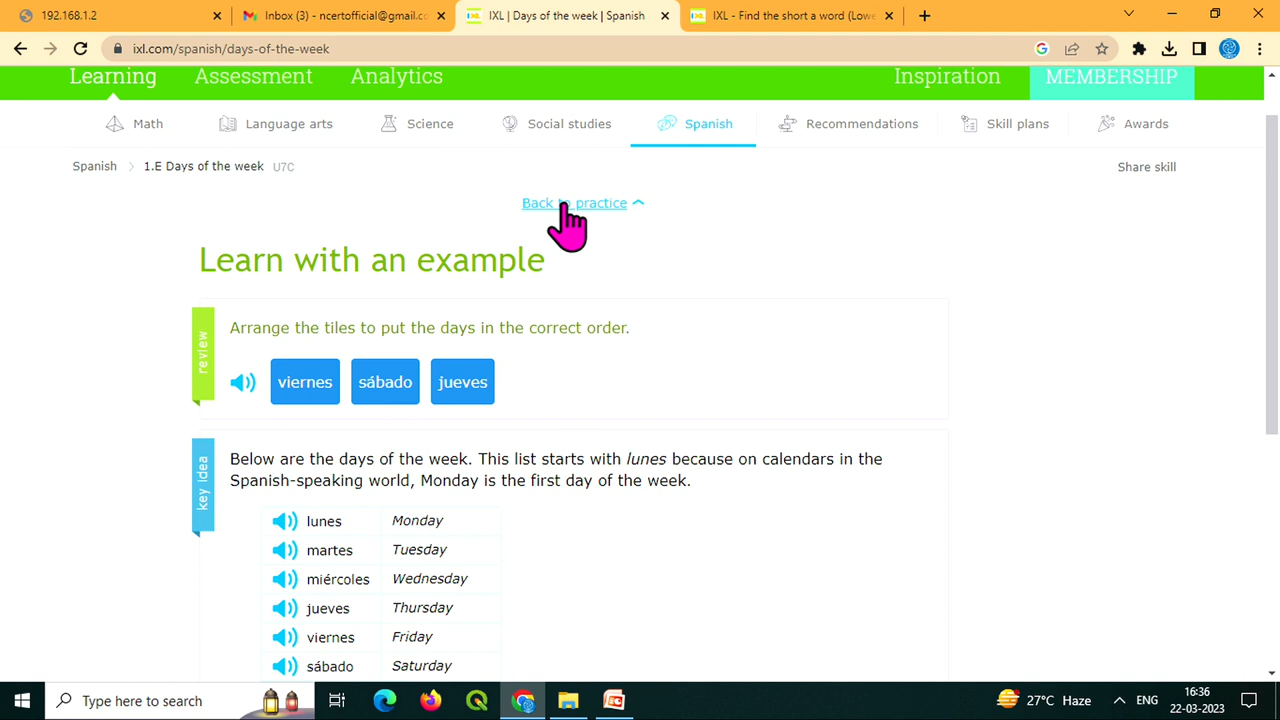 192.168.1.2
Inbox (3) - ncertofficial@gmail.co
IXL | Days of the week | Spanish
IXL - Find the short a word (Lowe
ixl.com/spanish/days-of-the-week
Learning Assessment Analytics Inspiration MEMBERSHIP
Math Language arts Science Social studies Spanish Recommendations Skill plans Awards
Spanish 1.E Days of the week U7C Share skill
Back to practice
Learn with an example
review
Arrange the tiles to put the days in the correct order.
viernes sábado jueves
key idea
Below are the days of the week. This list starts with lunes because on calendars in the
Spanish-speaking world, Monday is the first day of the week.
lunes Monday
martes Tuesday
miércoles Wednesday
jueves Thursday
viernes Friday
sábado Saturday
Type here to search
27°C Haze
ENG
16:36
22-03-2023